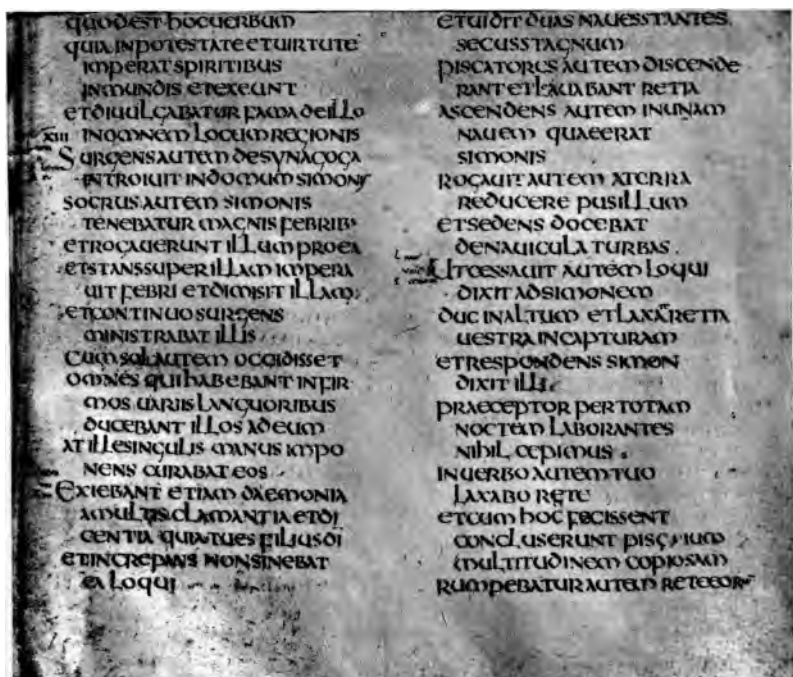 QUOD EST HOC UERBUM
QUIA IN POTESTATE ET UIRTUTE
IMPERAT SPIRITIBUS
INMUNDIS ET EXEUNT
ET DIUULGABATUR FAMA DE ILLO
XIII IN OMNEM LOCUM REGIONIS
SURGENS AUTEM DE SYNAGOGA
INTROIUIT IN DOMUM SIMONIS
SOCRUS AUTEM SIMONIS
TENEBATUR MAGNIS FEBRIB
ET ROGAUERUNT ILLUM PRO EA
ET STANS SUPER ILLAM IMPERA
UIT FEBRI ET DIMISIT ILLAM
ET CONTINUO SURGENS
MINISTRABAT ILLIS
CUM SOL AUTEM OCCIDISSET
OMNES QUI HABEBANT INFIR
MOS UARIIS LANGUORIBUS
DUCEBANT ILLOS AD EUM
AT ILLE SINGULIS MANUS IMPO
NENS CURABAT EOS
EXIEBANT ETIAM DAEMONIA
A MULTIS CLAMANTIA ET DI
CENTIA QUIA TU ES FILIUS DI
ET INCREPANS NON SINEBAT
EA LOQUI
ET UIDIT DUAS NAUES STANTES
SECUS STAGNUM
PISCATORES AUTEM DISCENDE
RANT ET LAUABANT RETIA
ASCENDENS AUTEM IN UNAM
NAUEM QUAE ERAT
SIMONIS
ROGAUIT AUTEM A TERRA
REDUCERE PUSILLUM
ET SEDENS DOCEBAT
DE NAUICULA TURBAS
UT CESSAUIT AUTEM LOQUI
DIXIT AD SIMONEM
DUC IN ALTUM ET LAXATE RETIA
UESTRA IN CAPTURAM
ET RESPONDENS SIMON
DIXIT ILLI
PRAECEPTOR PER TOTAM
NOCTEM LABORANTES
NIHIL CEPIMUS
IN UERBO AUTEM TUO
LAXABO RETE
ET CUM HOC FECISSENT
CONCLUSERUNT PISCIUM
MULTITUDINEM COPIOSAM
RUMPEBATUR AUTEM RETE EOR